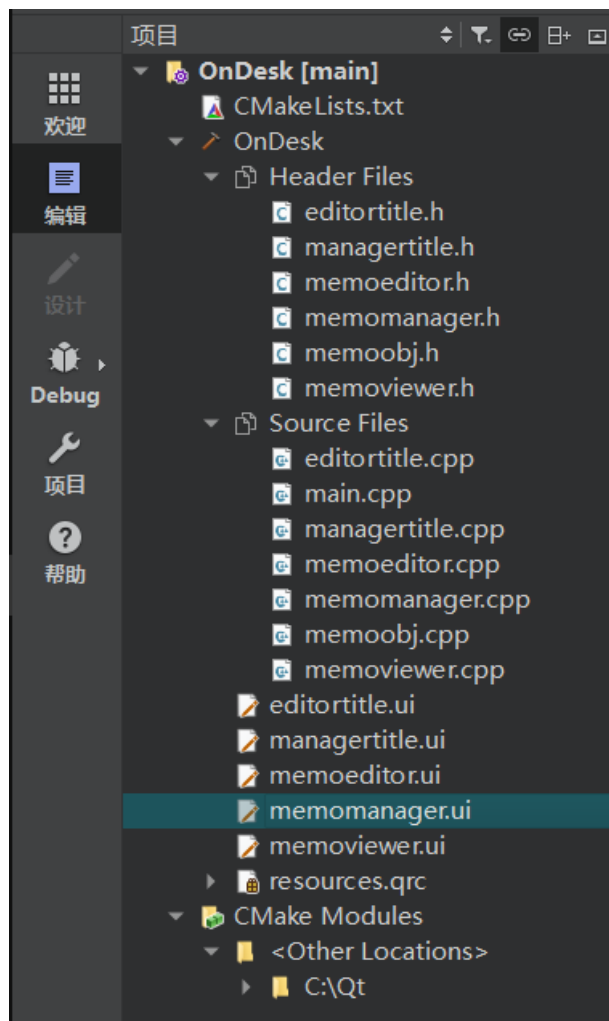 项目
欢迎
编辑
设计
Debug
项目
帮助
OnDesk [main]
CMakeLists.txt
OnDesk
Header Files
editortitle.h
managertitle.h
memoeditor.h
memomanager.h
memoobj.h
memoviewer.h
Source Files
editortitle.cpp
main.cpp
managertitle.cpp
memoeditor.cpp
memomanager.cpp
memoobj.cpp
memoviewer.cpp
editortitle.ui
managertitle.ui
memoeditor.ui
memomanager.ui
memoviewer.ui
resources.qrc
CMake Modules
<Other Locations>
C:\Qt